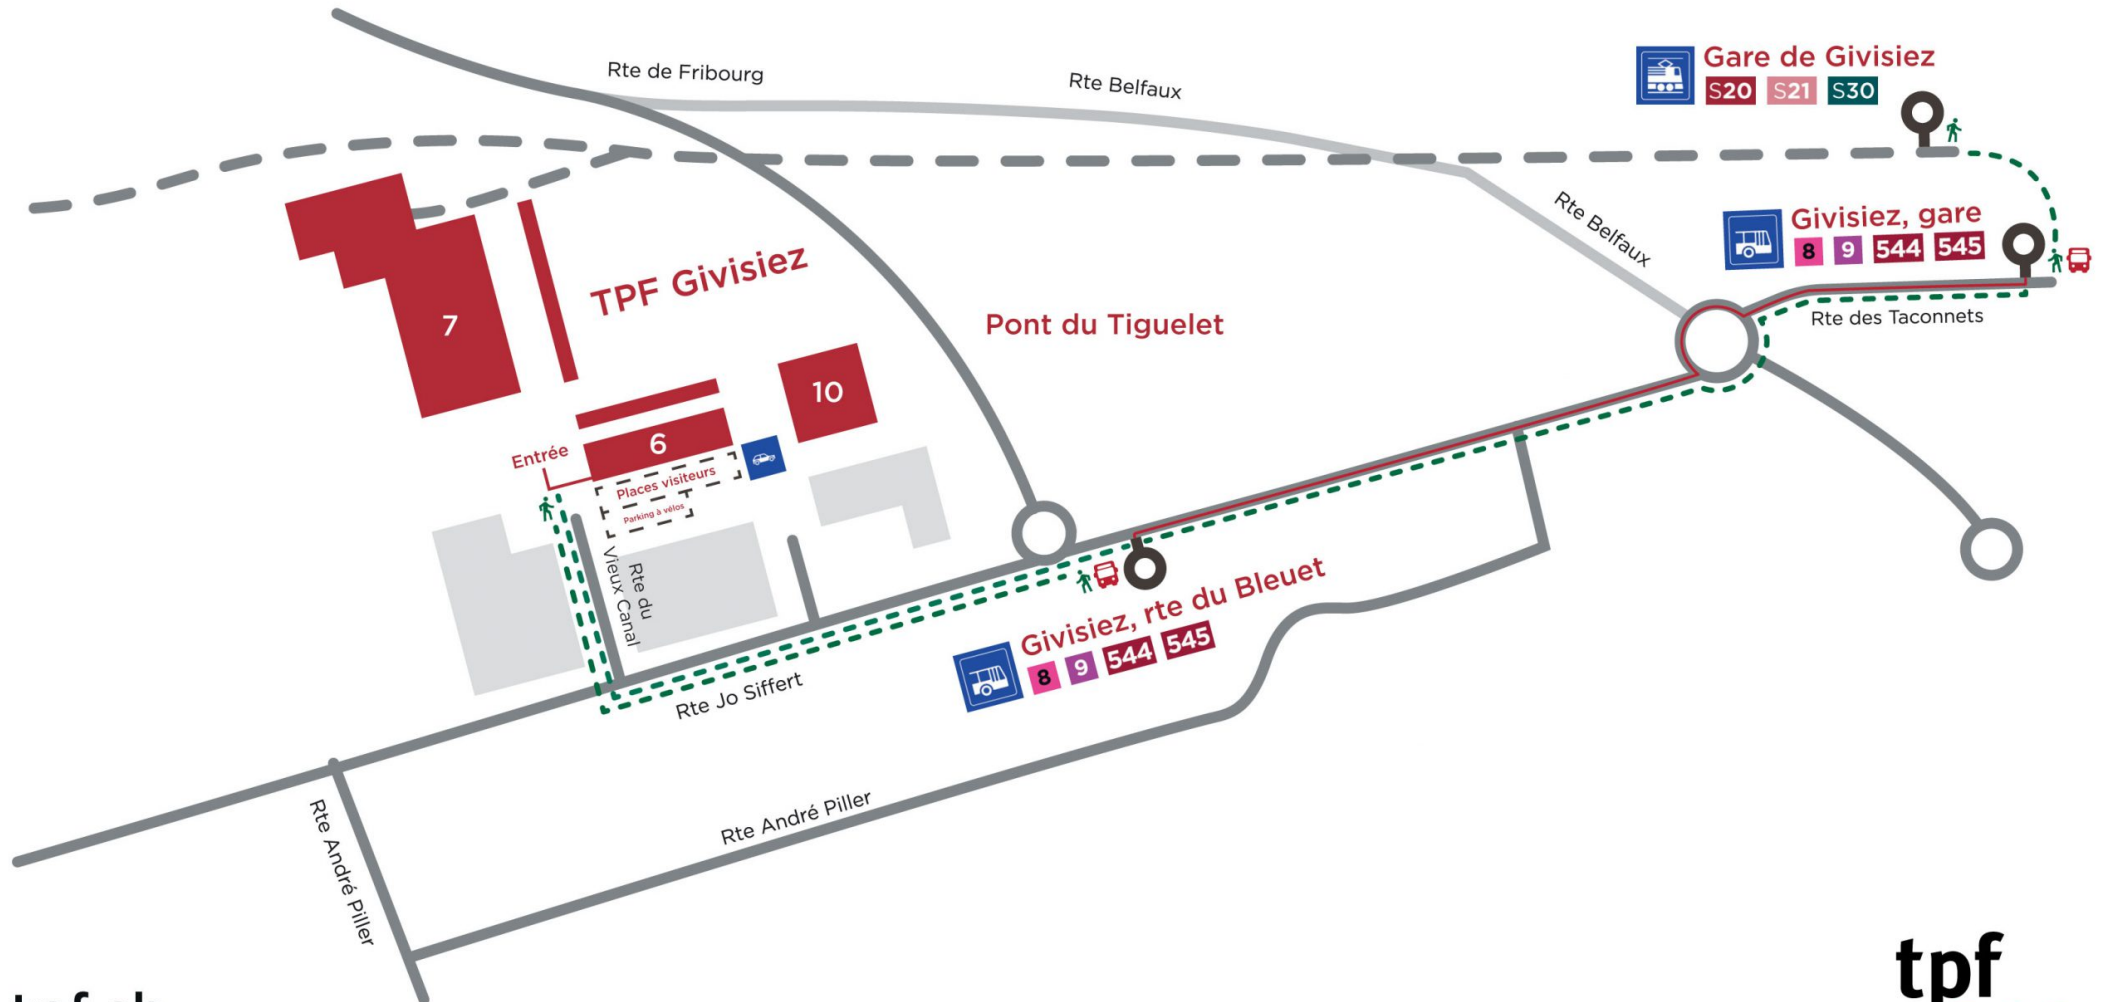 Rte de Fribourg
Rte Belfaux
Gare de Givisiez
S20 S21 S30
Rte Belfaux
Givisiez, gare
8 9 544 545
Rte des Taconnets
TPF Givisiez
Pont du Tiguelet
7
10
6
Entrée
Places visiteurs
Parking à vélos
Rte du
Vieux Canal
Givisiez, rte du Bleuet
8 9 544 545
Rte Jo Siffert
Rte André Piller
Rte André Piller
tpf